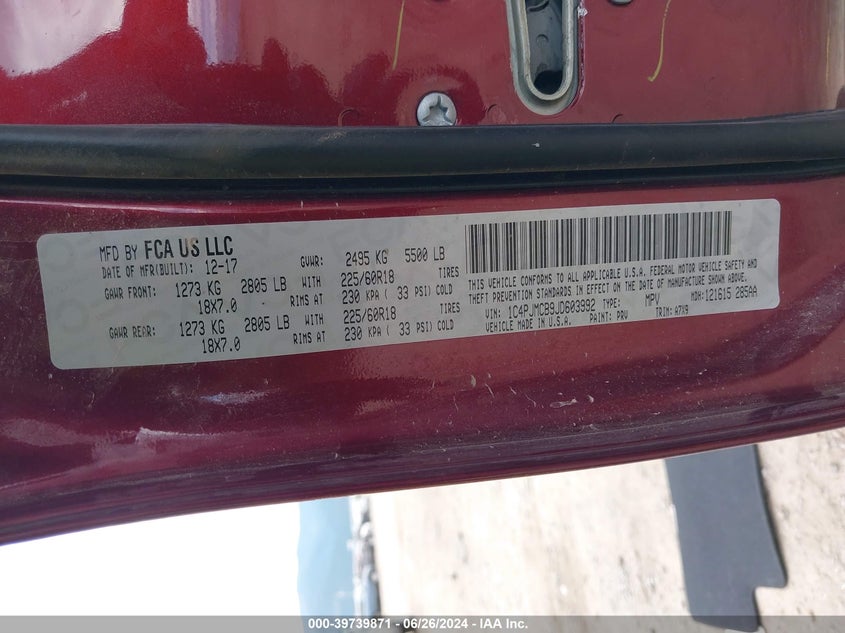 MFD BY FCA US LLC
DATE OF MFR(BUILT): 12-17 GVWR: 2495 KG 5500 LB
GAWR FRONT: 1273 KG 2805 LB WITH 225/60R18 TIRES
18X7.0 RIMS AT 230 KPA ( 33 PSI) COLD
GAWR REAR: 1273 KG 2805 LB WITH 225/60R18 TIRES
18X7.0 RIMS AT 230 KPA ( 33 PSI) COLD
THIS VEHICLE CONFORMS TO ALL APPLICABLE U.S.A. FEDERAL MOTOR VEHICLE SAFETY AND
THEFT PREVENTION STANDARDS IN EFFECT ON THE DATE OF MANUFACTURE SHOWN ABOVE.
VIN: 1C4PJMCB9JD603992 TYPE: MPV MDH:121615 285AA
VEHICLE MADE IN U.S.A. PAINT: PRV TRIM: A7X9
000-39739871 - 06/26/2024 - IAA Inc.